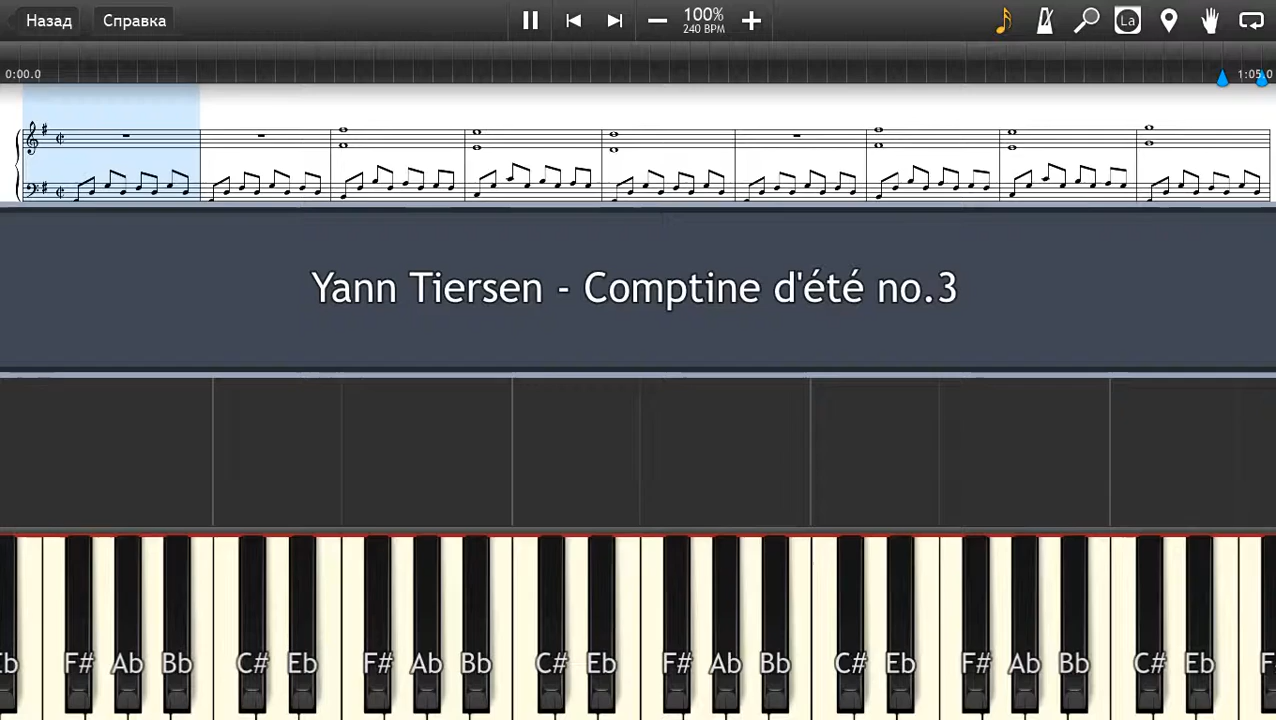 Назад Справка 100% La
240 BPM
0:00.0 1:05.0
Yann Tiersen - Comptine d'été no.3
Eb F# Ab Bb C# Eb F# Ab Bb C# Eb F# Ab Bb C# Eb F# Ab Bb C# Eb F